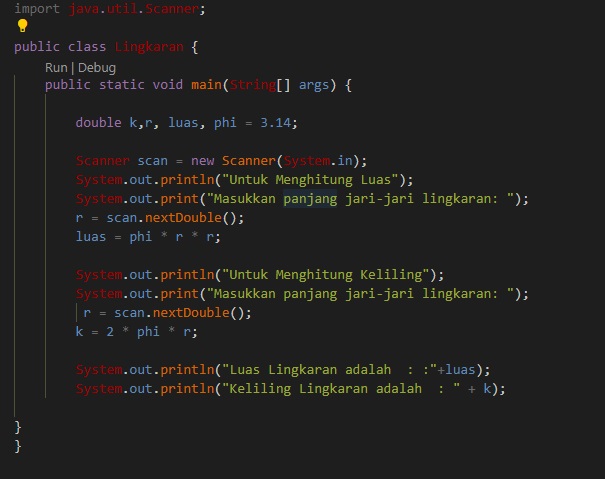 import java.util.Scanner;
public class Lingkaran {
Run | Debug
public static void main(String[] args) {
double k,r, luas, phi = 3.14;
Scanner scan = new Scanner(System.in);
System.out.println("Untuk Menghitung Luas");
System.out.print("Masukkan panjang jari-jari lingkaran: ");
r = scan.nextDouble();
luas = phi * r * r;
System.out.println("Untuk Menghitung Keliling");
System.out.print("Masukkan panjang jari-jari lingkaran: ");
r = scan.nextDouble();
k = 2 * phi * r;
System.out.println("Luas Lingkaran adalah  : :"+luas);
System.out.println("Keliling Lingkaran adalah  : " + k);
}
}